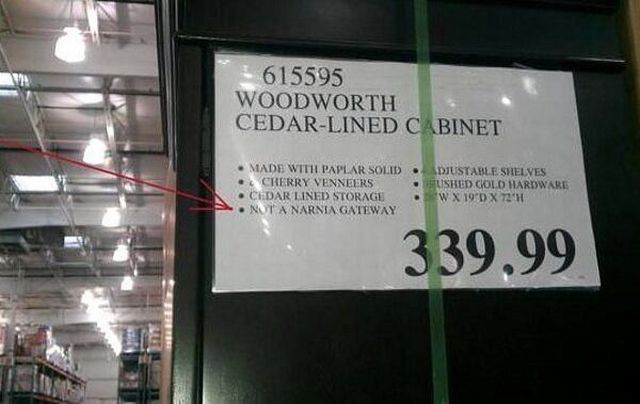 615595
WOODWORTH
CEDAR-LINED CABINET
• MADE WITH PAPLAR SOLID
• & CHERRY VENNEERS
• CEDAR LINED STORAGE
• NOT A NARNIA GATEWAY
• ADJUSTABLE SHELVES
• BRUSHED GOLD HARDWARE
• X 19"D X 72"H
339.99